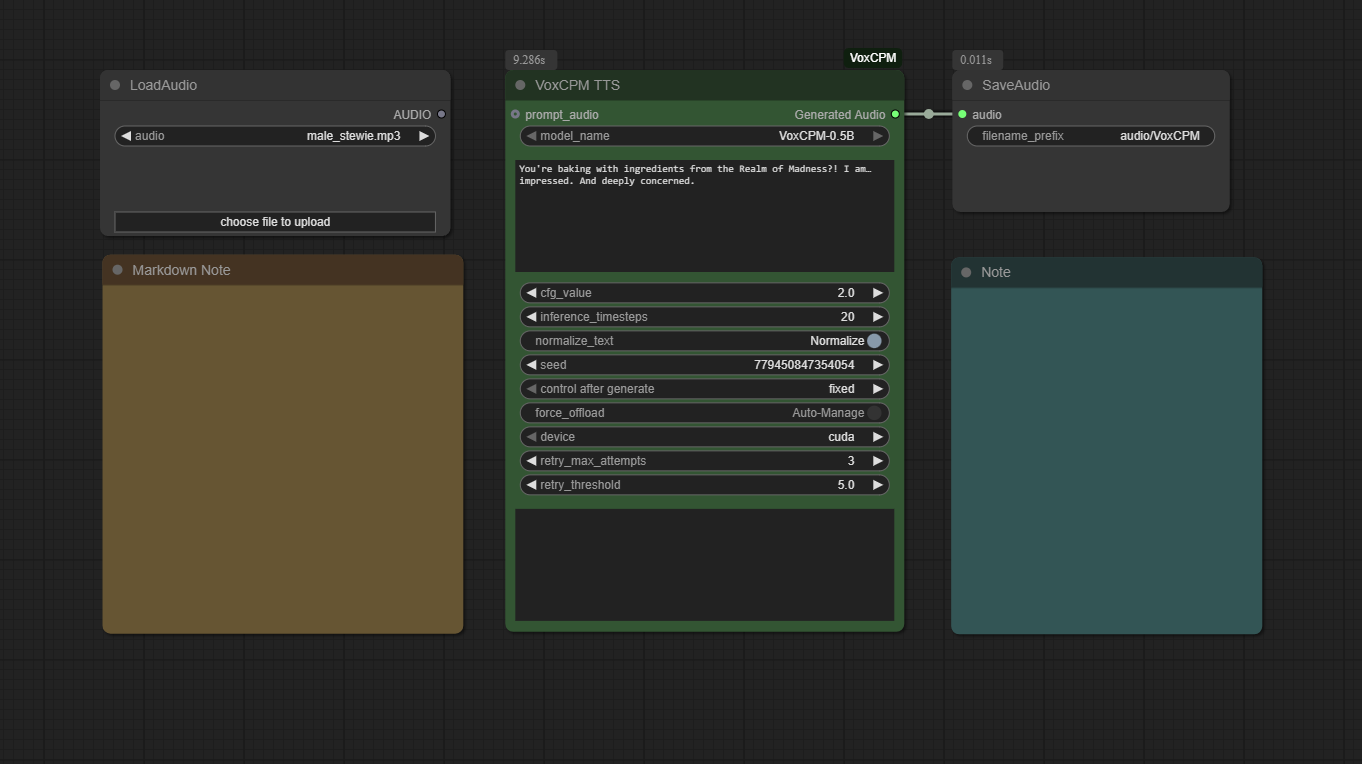 LoadAudio
AUDIO
audio male_stewie.mp3
choose file to upload
Markdown Note
9.286s
VoxCPM
VoxCPM TTS
prompt_audio Generated Audio
model_name VoxCPM-0.5B
You're baking with ingredients from the Realm of Madness?! I am…
impressed. And deeply concerned.
cfg_value 2.0
inference_timesteps 20
normalize_text Normalize
seed 779450847354054
control after generate fixed
force_offload Auto-Manage
device cuda
retry_max_attempts 3
retry_threshold 5.0
0.011s
SaveAudio
audio
filename_prefix audio/VoxCPM
Note